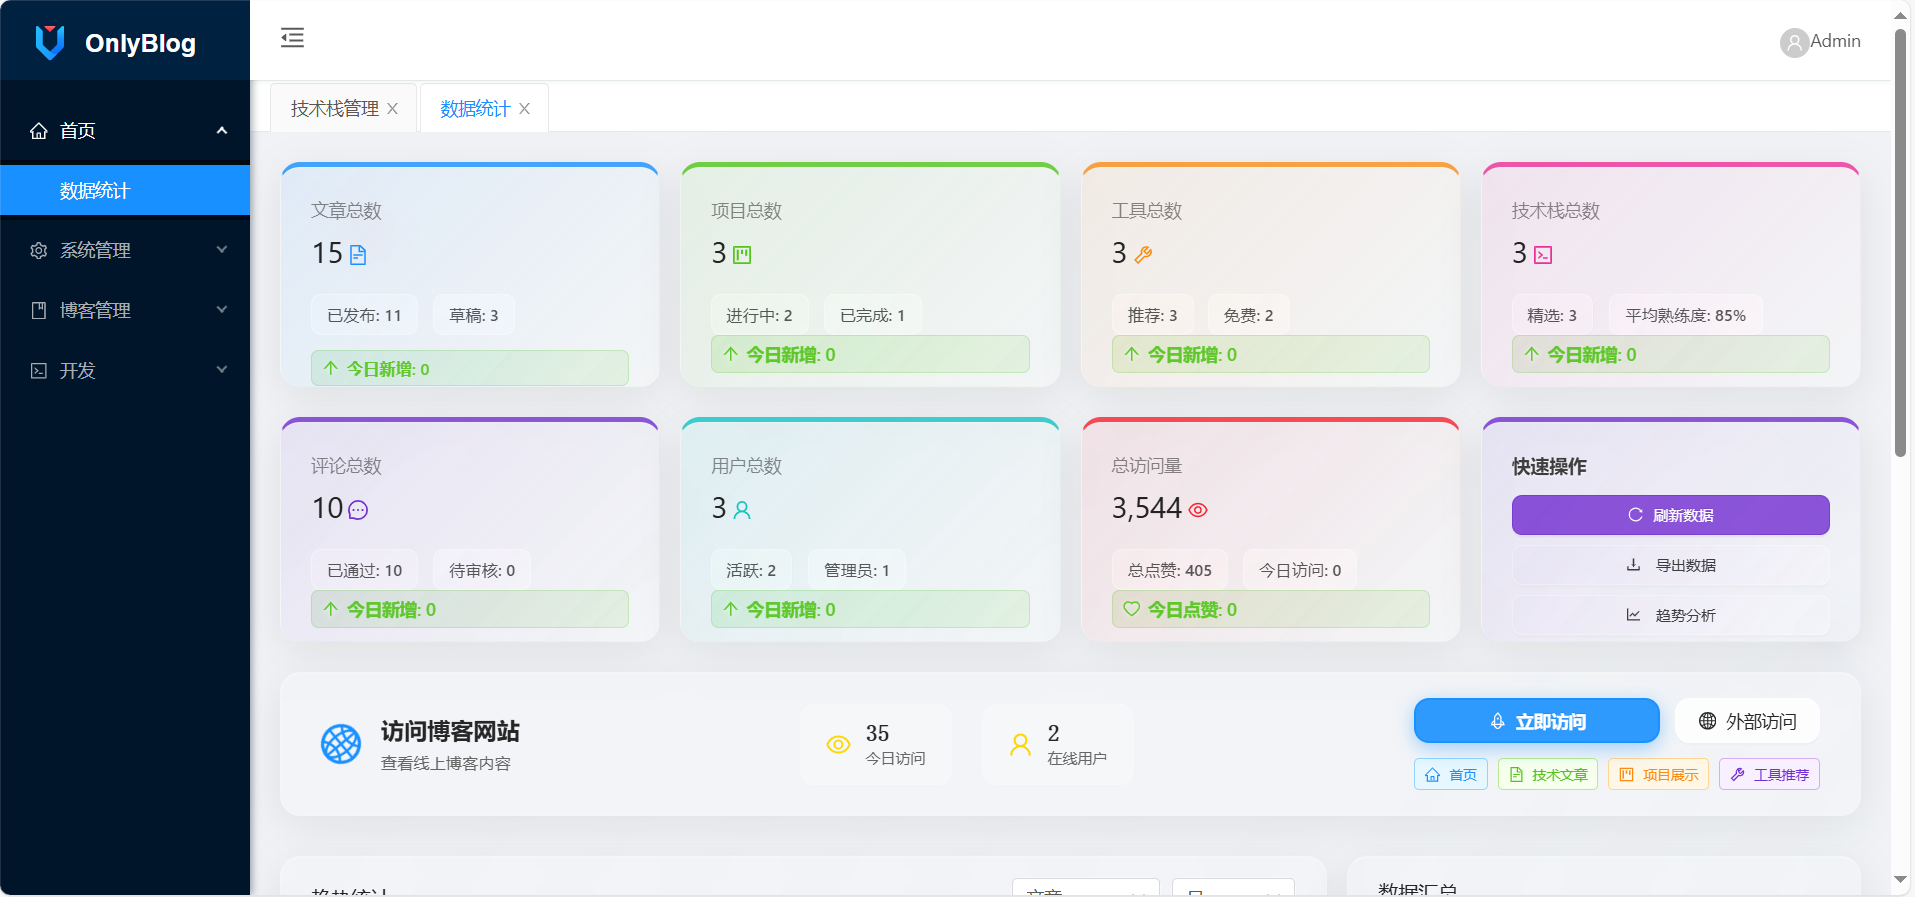 OnlyBlog
Admin
首页
数据统计
系统管理
博客管理
开发
技术栈管理
数据统计
文章总数
15
已发布: 11
草稿: 3
今日新增: 0
项目总数
3
进行中: 2
已完成: 1
今日新增: 0
工具总数
3
推荐: 3
免费: 2
今日新增: 0
技术栈总数
3
精选: 3
平均熟练度: 85%
今日新增: 0
评论总数
10
已通过: 10
待审核: 0
今日新增: 0
用户总数
3
活跃: 2
管理员: 1
今日新增: 0
总访问量
3,544
总点赞: 405
今日访问: 0
今日点赞: 0
快速操作
刷新数据
导出数据
趋势分析
访问博客网站
查看线上博客内容
35
今日访问
2
在线用户
立即访问
外部访问
首页
技术文章
项目展示
工具推荐
趋势统计
文章
数据汇总